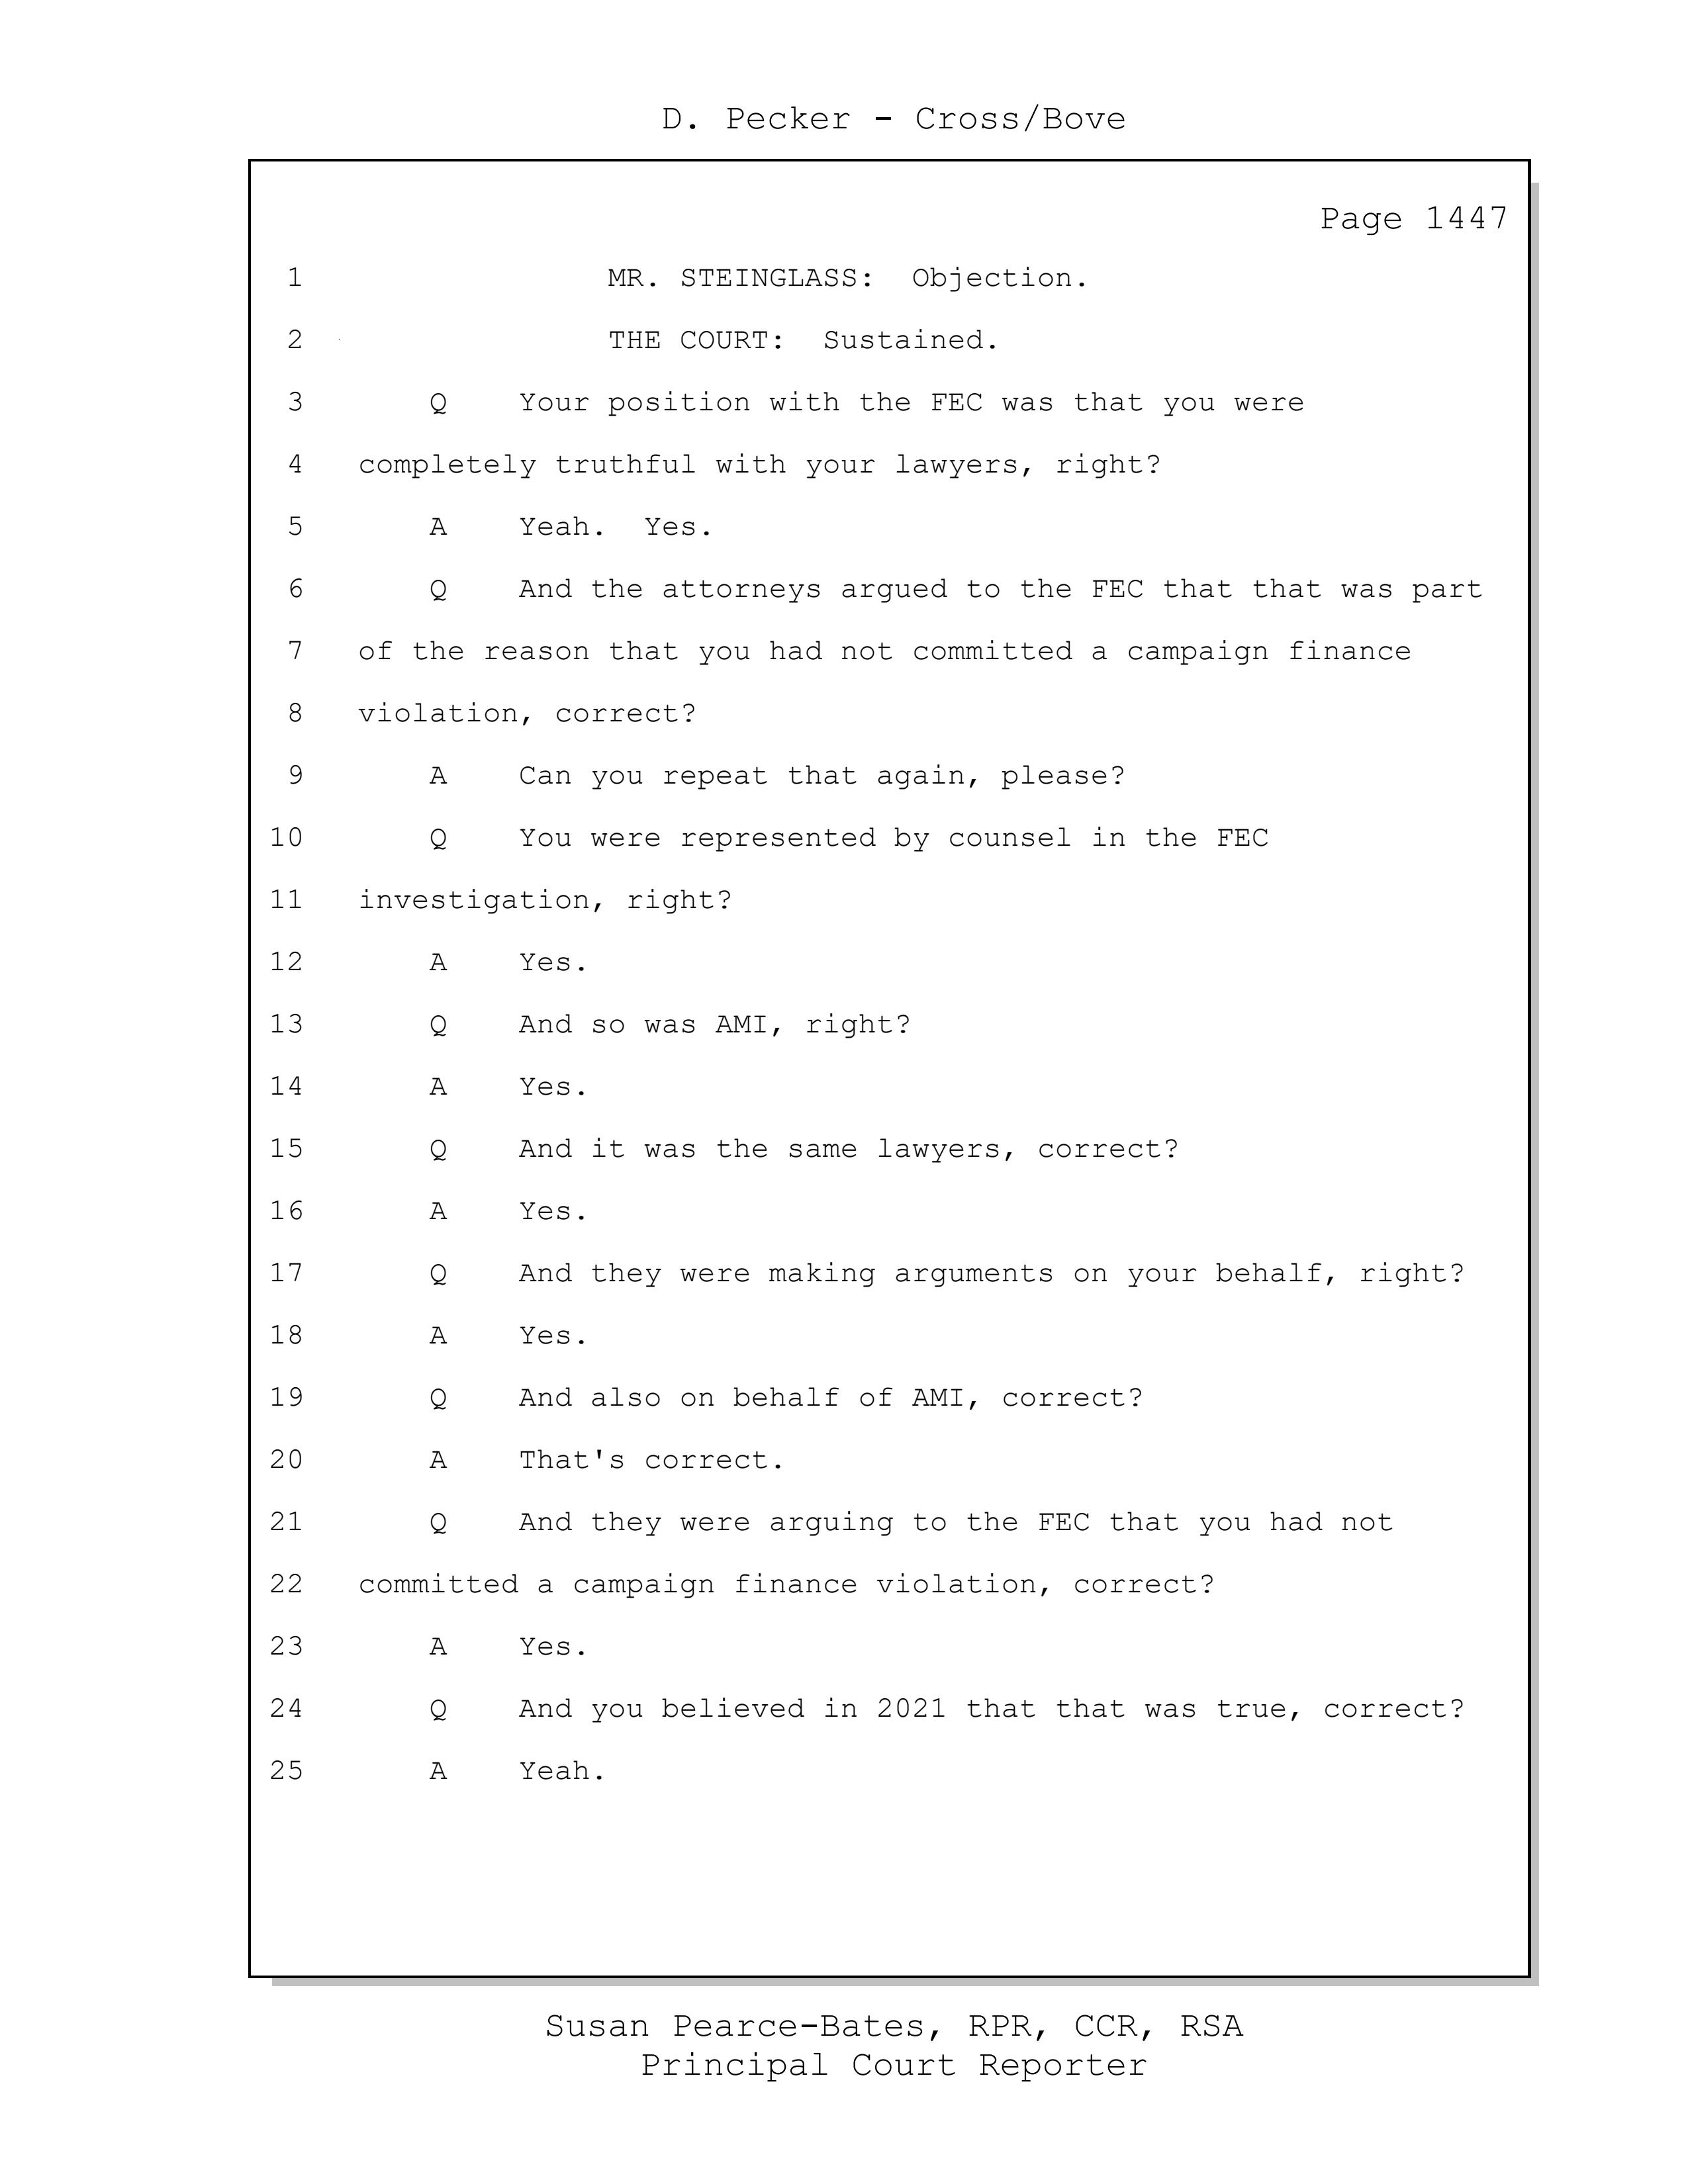 D. Pecker - Cross/Bove
Page 1447
1 MR. STEINGLASS: Objection.
2 THE COURT: Sustained.
3 Q Your position with the FEC was that you were
4 completely truthful with your lawyers, right?
5 A Yeah. Yes.
6 Q And the attorneys argued to the FEC that that was part
7 of the reason that you had not committed a campaign finance
8 violation, correct?
9 A Can you repeat that again, please?
10 Q You were represented by counsel in the FEC
11 investigation, right?
12 A Yes.
13 Q And so was AMI, right?
14 A Yes.
15 Q And it was the same lawyers, correct?
16 A Yes.
17 Q And they were making arguments on your behalf, right?
18 A Yes.
19 Q And also on behalf of AMI, correct?
20 A That's correct.
21 Q And they were arguing to the FEC that you had not
22 committed a campaign finance violation, correct?
23 A Yes.
24 Q And you believed in 2021 that that was true, correct?
25 A Yeah.
Susan Pearce-Bates, RPR, CCR, RSA
Principal Court Reporter